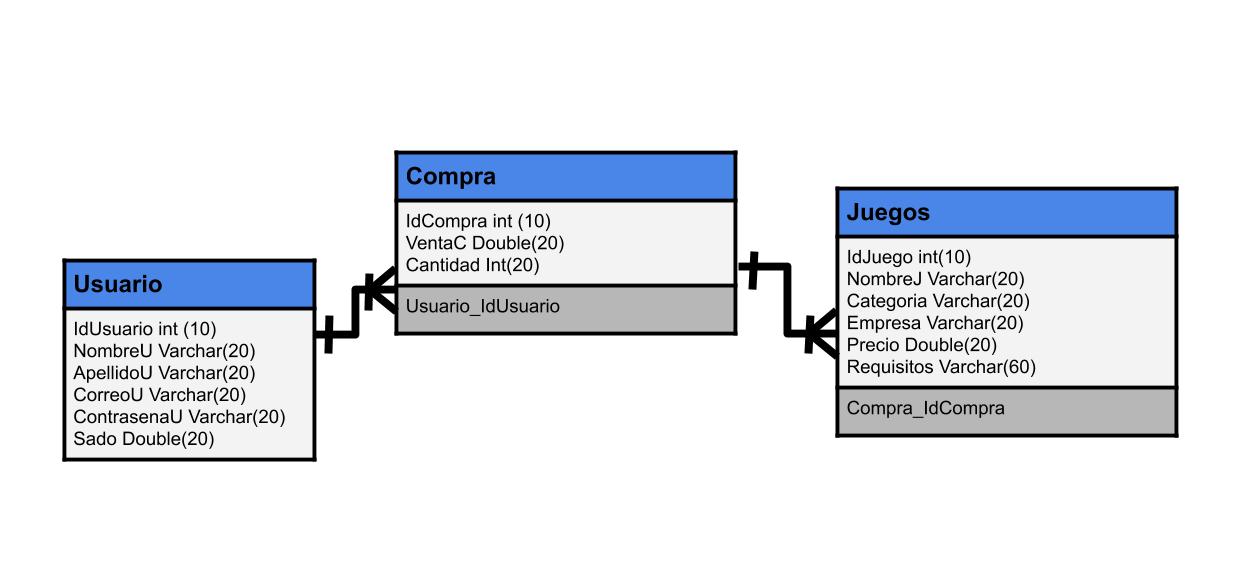 Usuario
IdUsuario int (10)
NombreU Varchar(20)
ApellidoU Varchar(20)
CorreoU Varchar(20)
ContrasenaU Varchar(20)
Sado Double(20)
Compra
IdCompra int (10)
VentaC Double(20)
Cantidad Int(20)
Usuario_IdUsuario
Juegos
IdJuego int(10)
NombreJ Varchar(20)
Categoria Varchar(20)
Empresa Varchar(20)
Precio Double(20)
Requisitos Varchar(60)
Compra_IdCompra